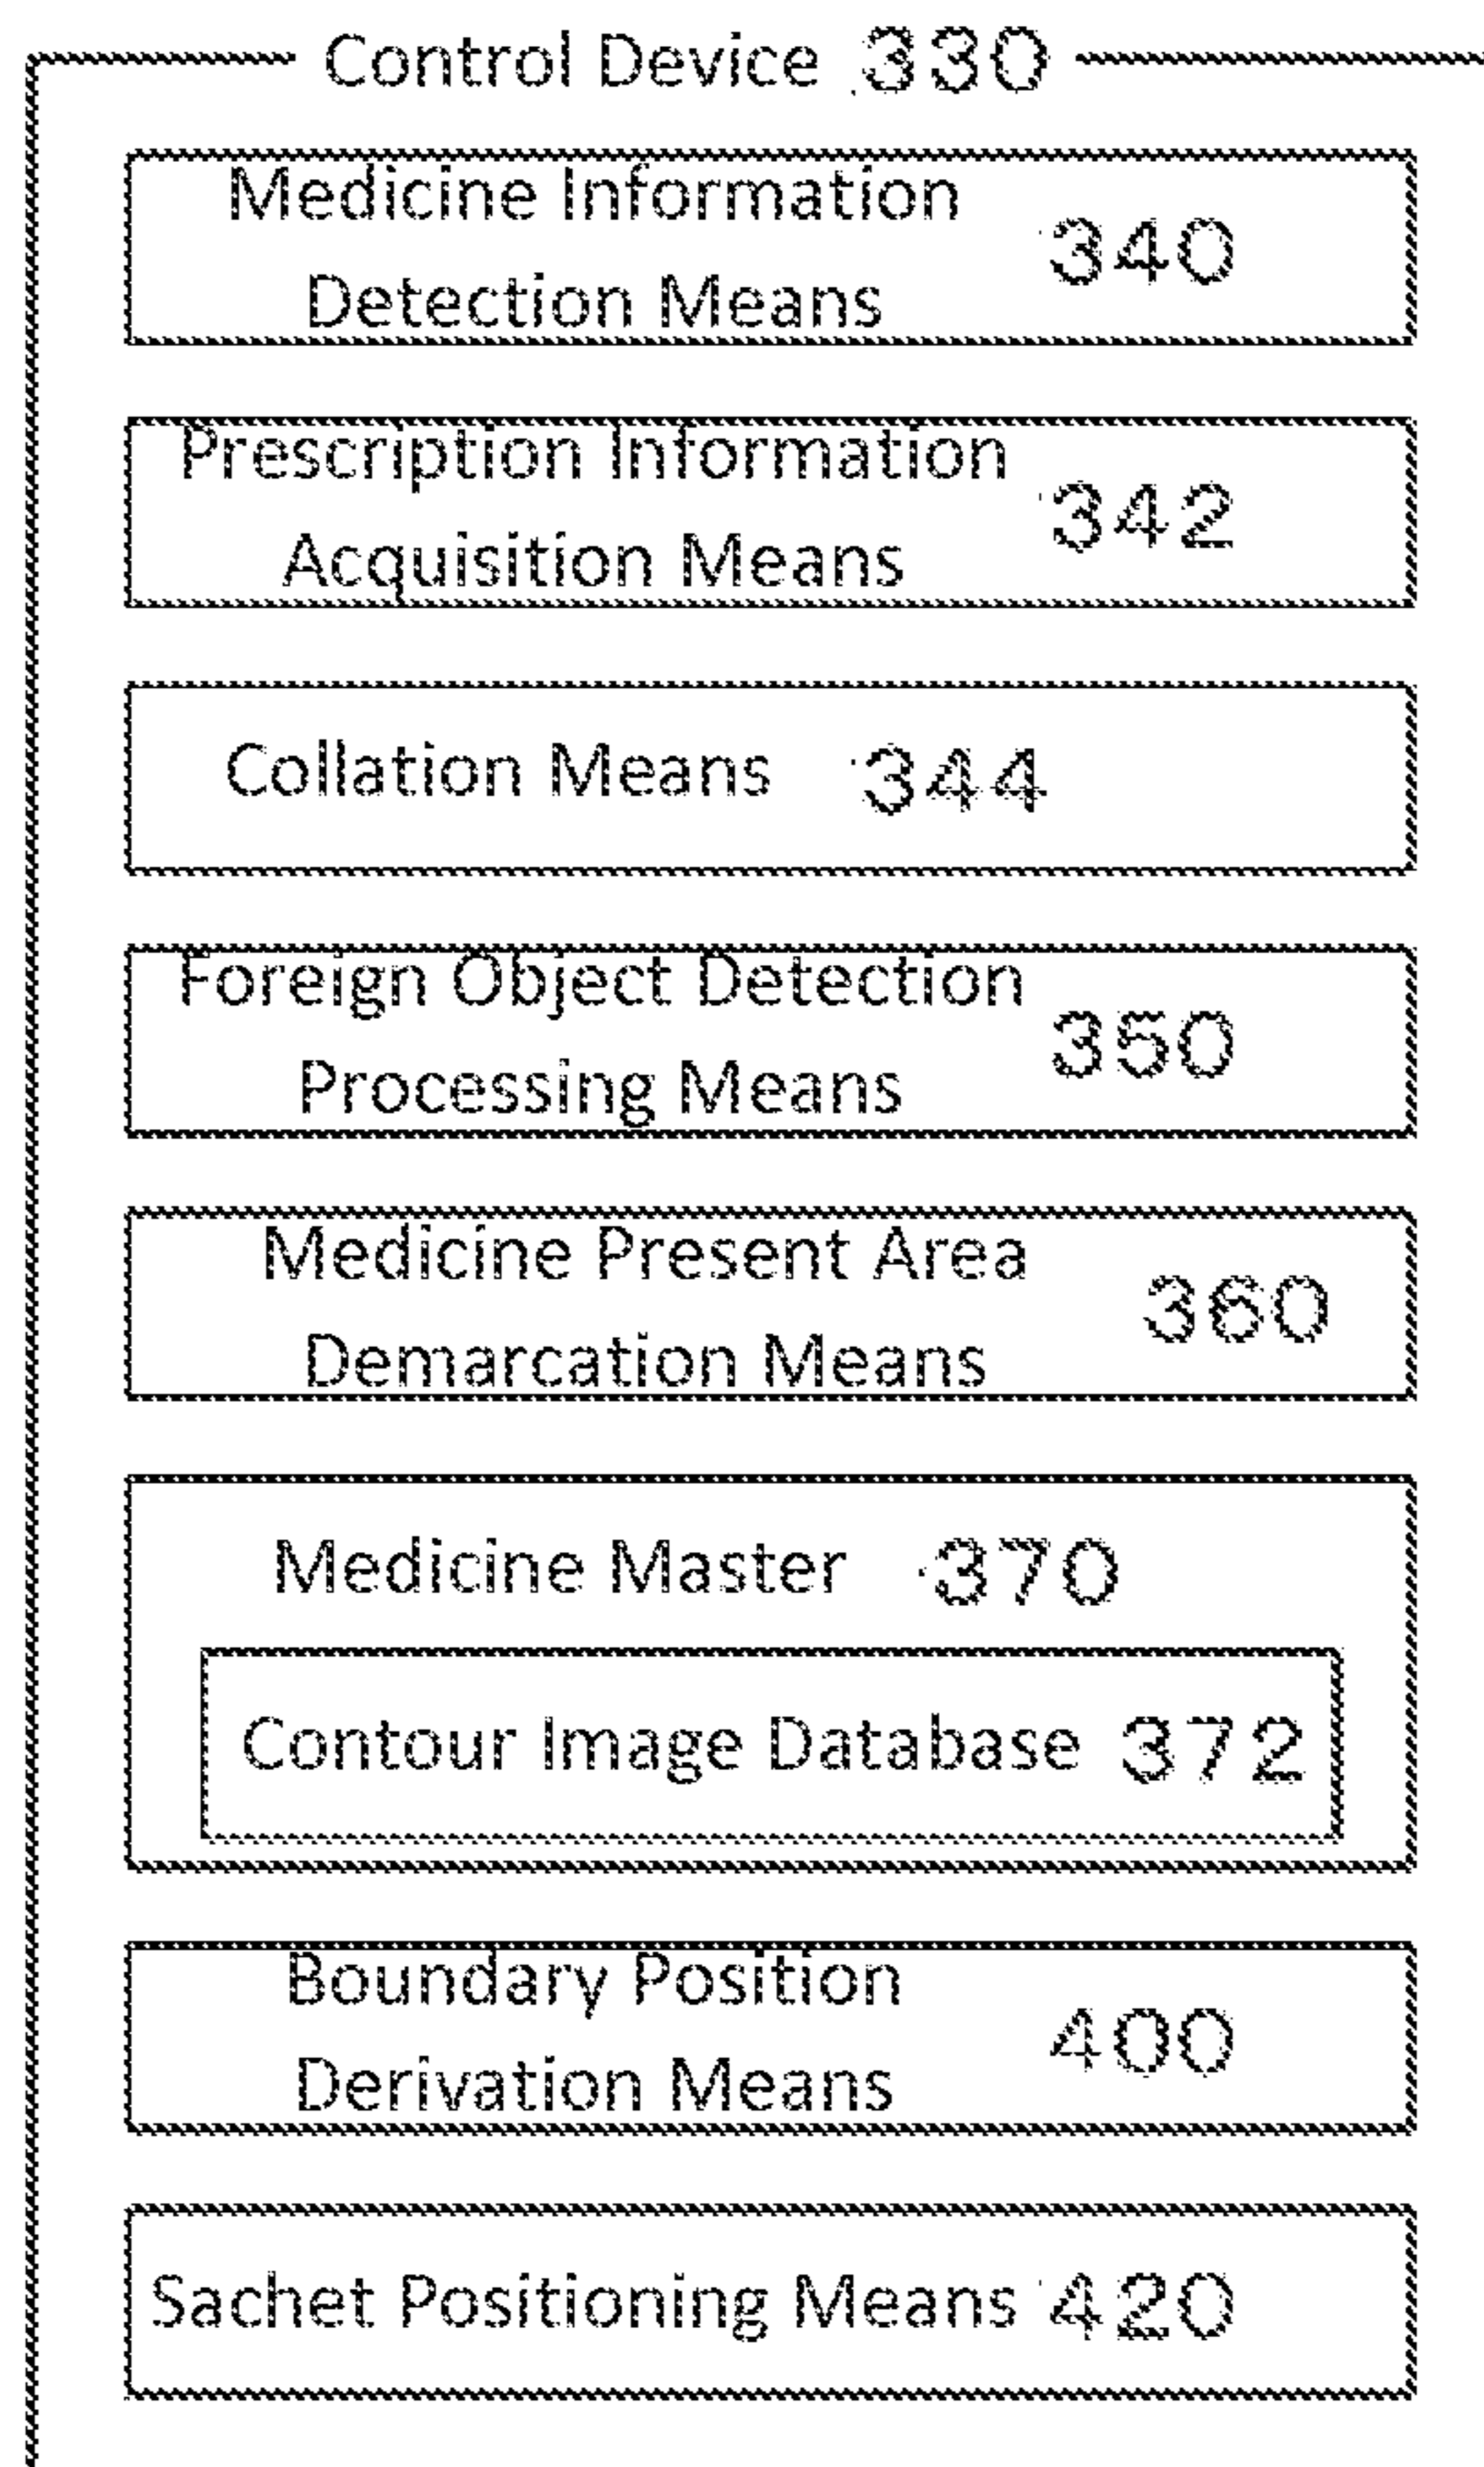 Control Device 330
Medicine Information
Detection Means 340
Prescription Information
Acquisition Means 342
Collation Means 344
Foreign Object Detection
Processing Means 350
Medicine Present Area
Demarcation Means 360
Medicine Master 370
Contour Image Database 372
Boundary Position
Derivation Means 400
Sachet Positioning Means 420